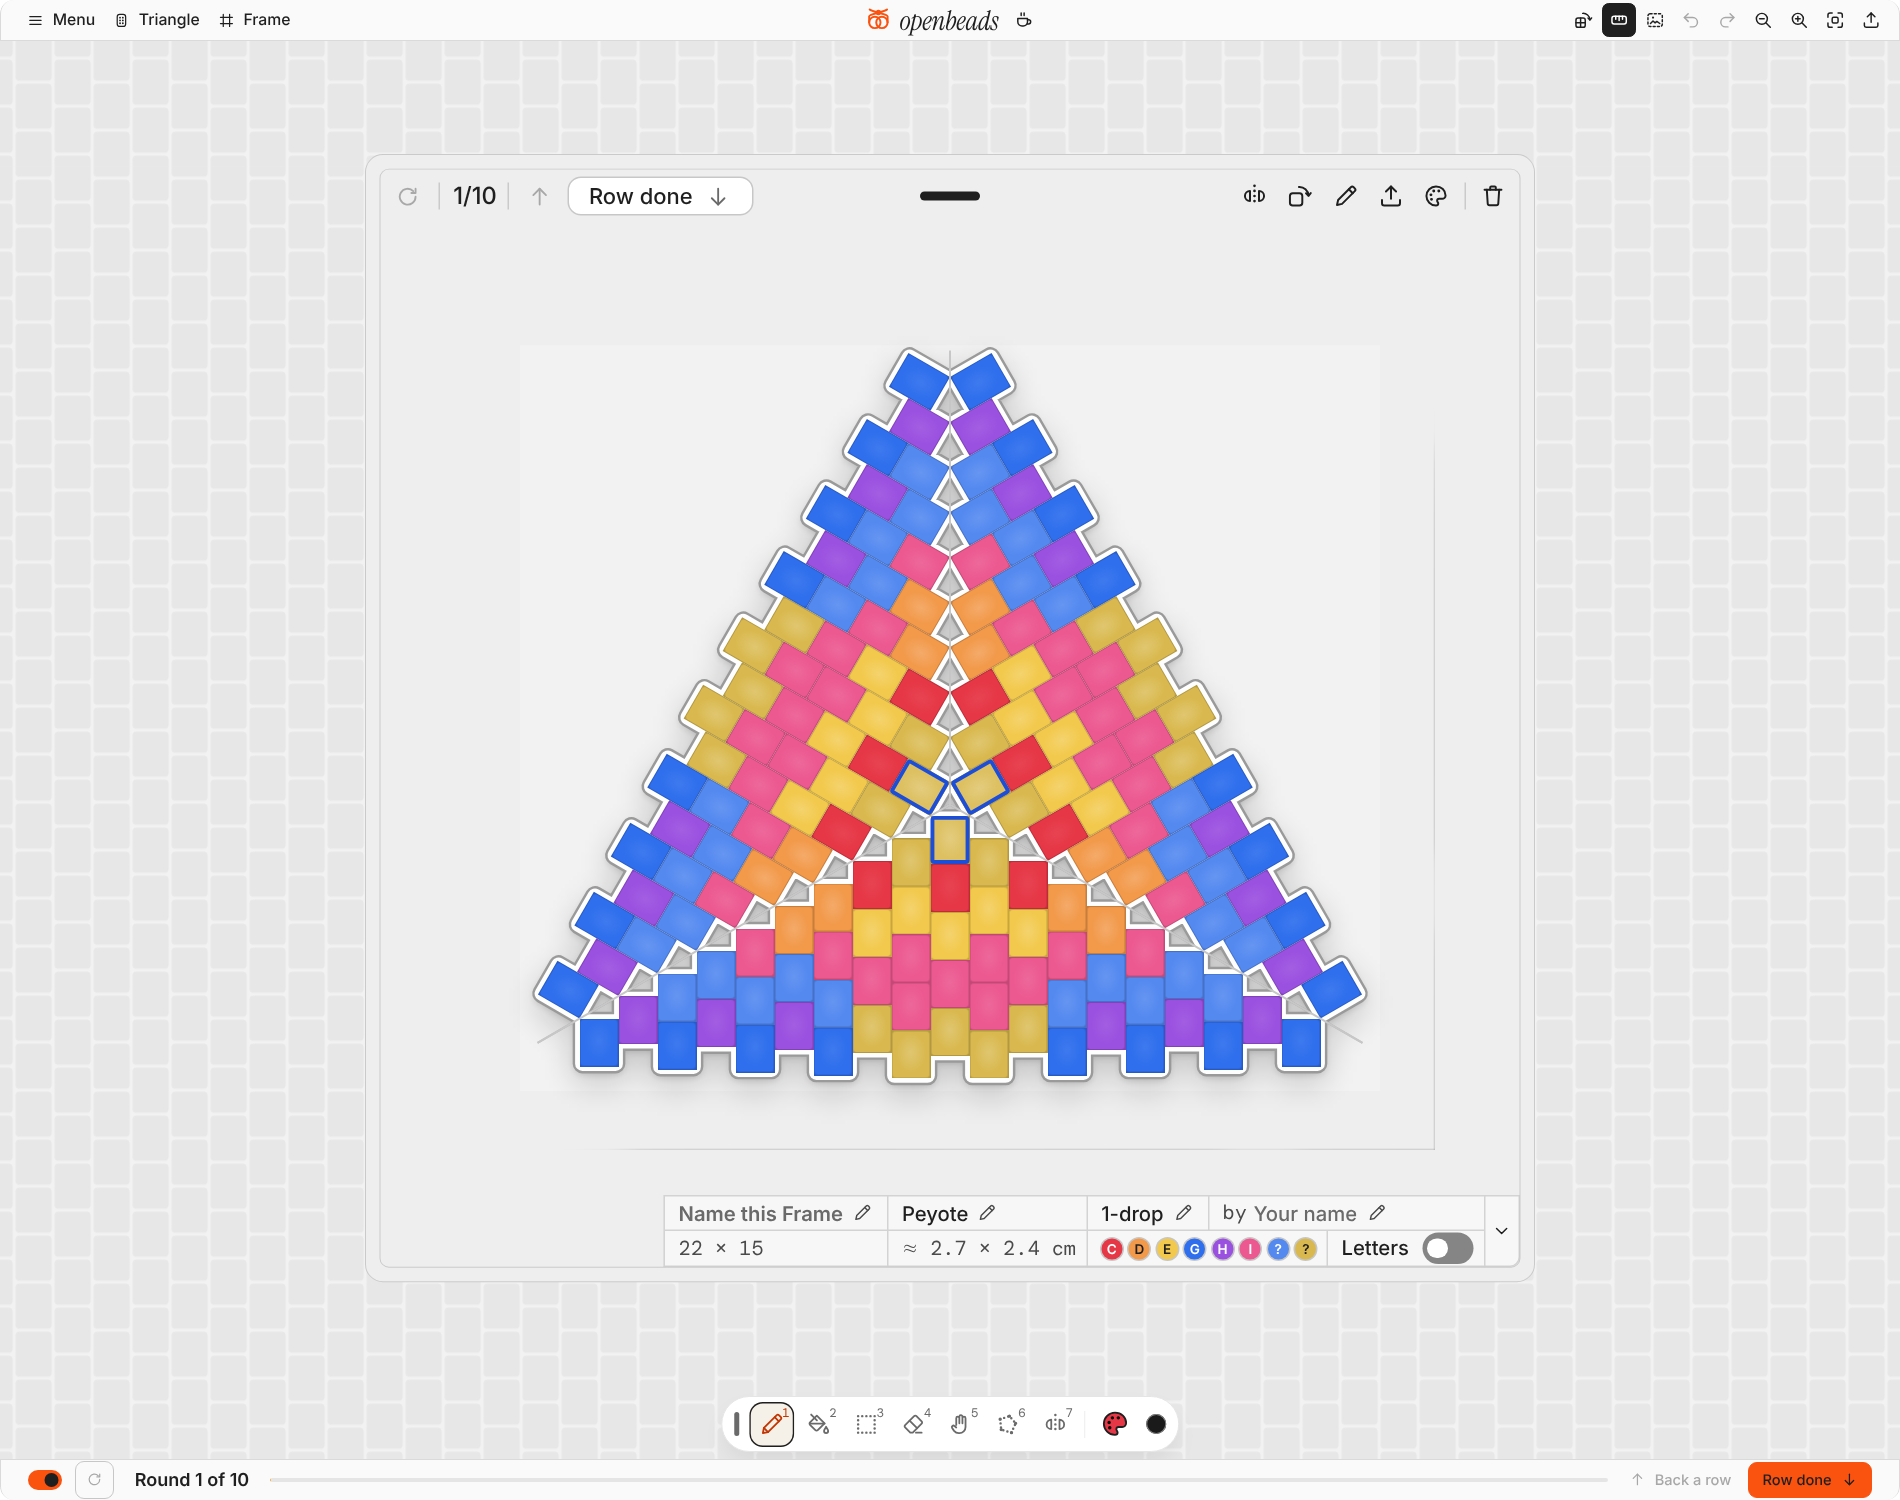 Menu Triangle Frame openbeads
1/10 Row done
Name this Frame Peyote 1-drop by Your name
22 × 15 ≈ 2.7 × 2.4 cm C D E G H I ? ? Letters
1 2 3 4 5 6 7
Round 1 of 10 Back a row Row done